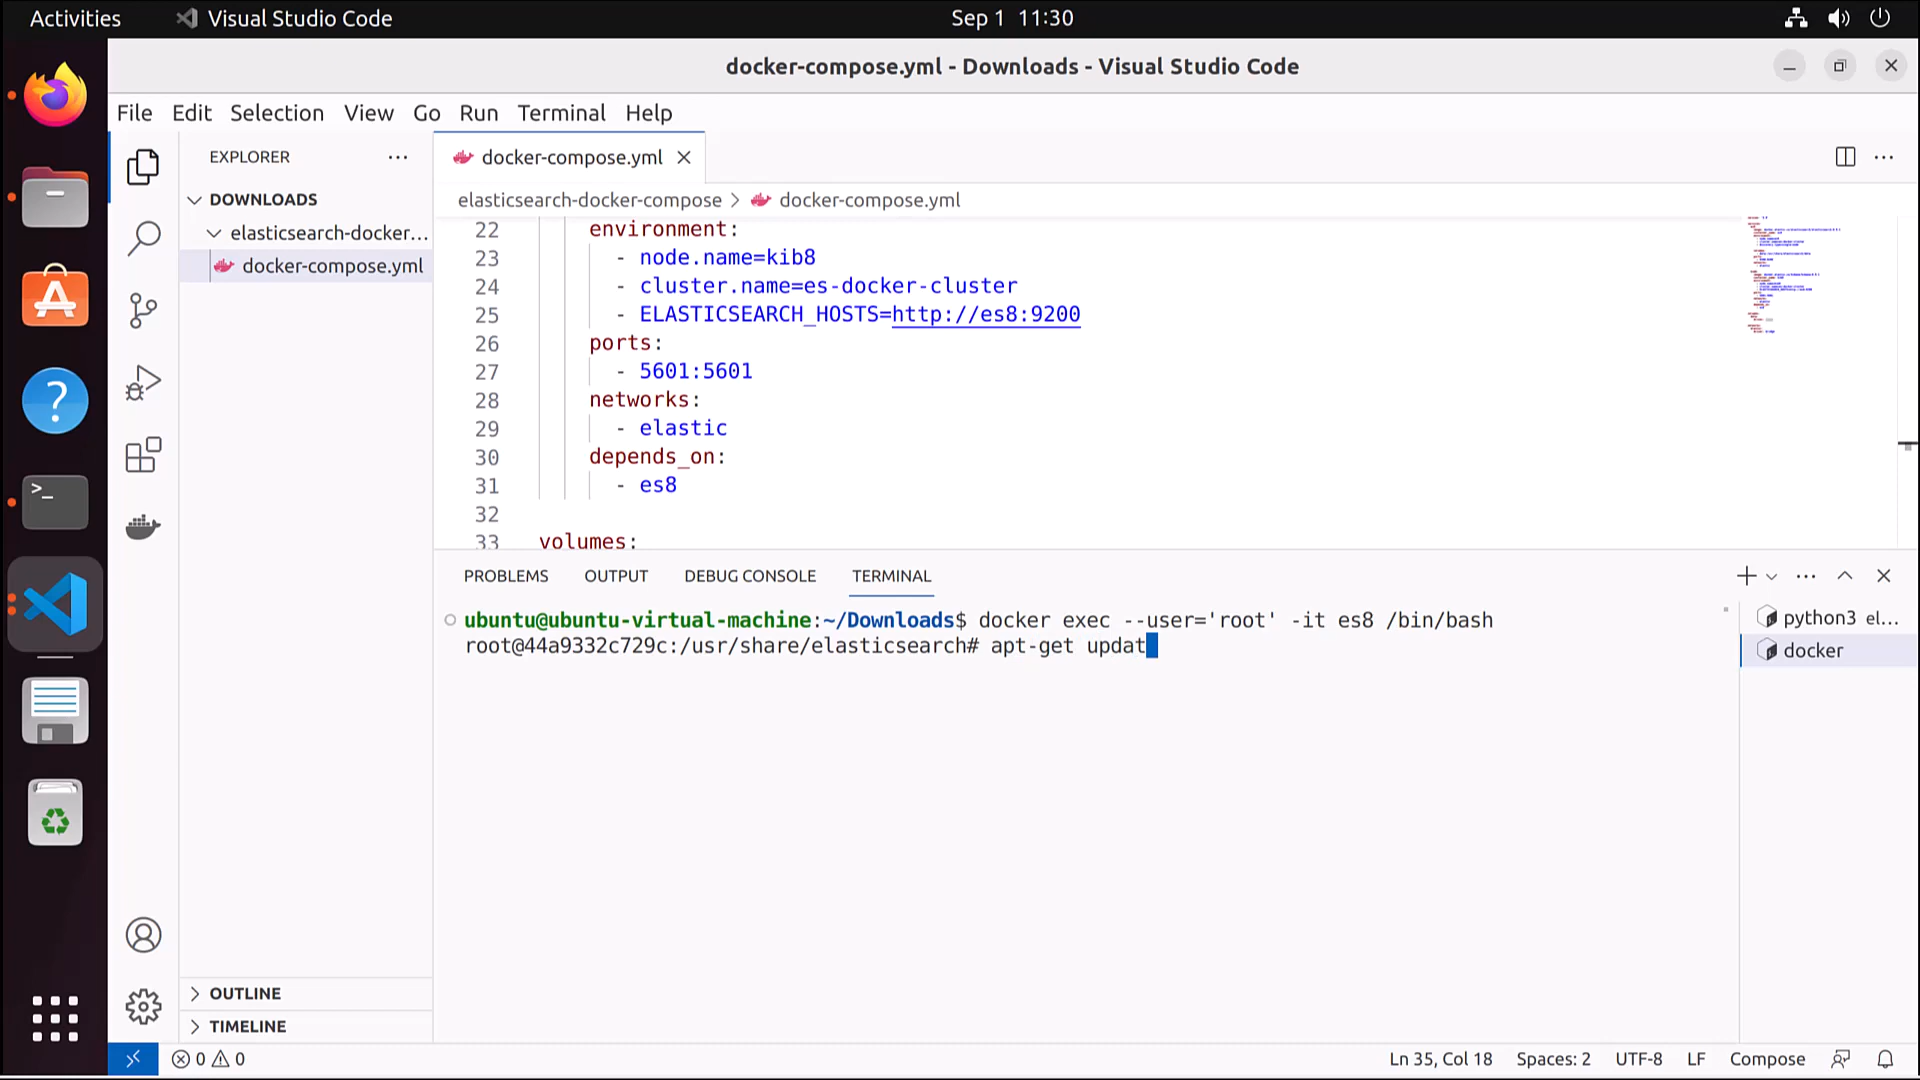 Activities
Visual Studio Code
Sep 1 11:30
docker-compose.yml - Downloads - Visual Studio Code
File Edit Selection View Go Run Terminal Help
EXPLORER
docker-compose.yml
DOWNLOADS
elasticsearch-docker...
docker-compose.yml
elasticsearch-docker-compose > docker-compose.yml
22 environment:
23 - node.name=kib8
24 - cluster.name=es-docker-cluster
25 - ELASTICSEARCH_HOSTS=http://es8:9200
26 ports:
27 - 5601:5601
28 networks:
29 - elastic
30 depends_on:
31 - es8
32
33 volumes:
PROBLEMS OUTPUT DEBUG CONSOLE TERMINAL
ubuntu@ubuntu-virtual-machine:~/Downloads$ docker exec --user='root' -it es8 /bin/bash
root@44a9332c729c:/usr/share/elasticsearch# apt-get updat
python3 el...
docker
OUTLINE
TIMELINE
0 0
Ln 35, Col 18 Spaces: 2 UTF-8 LF Compose